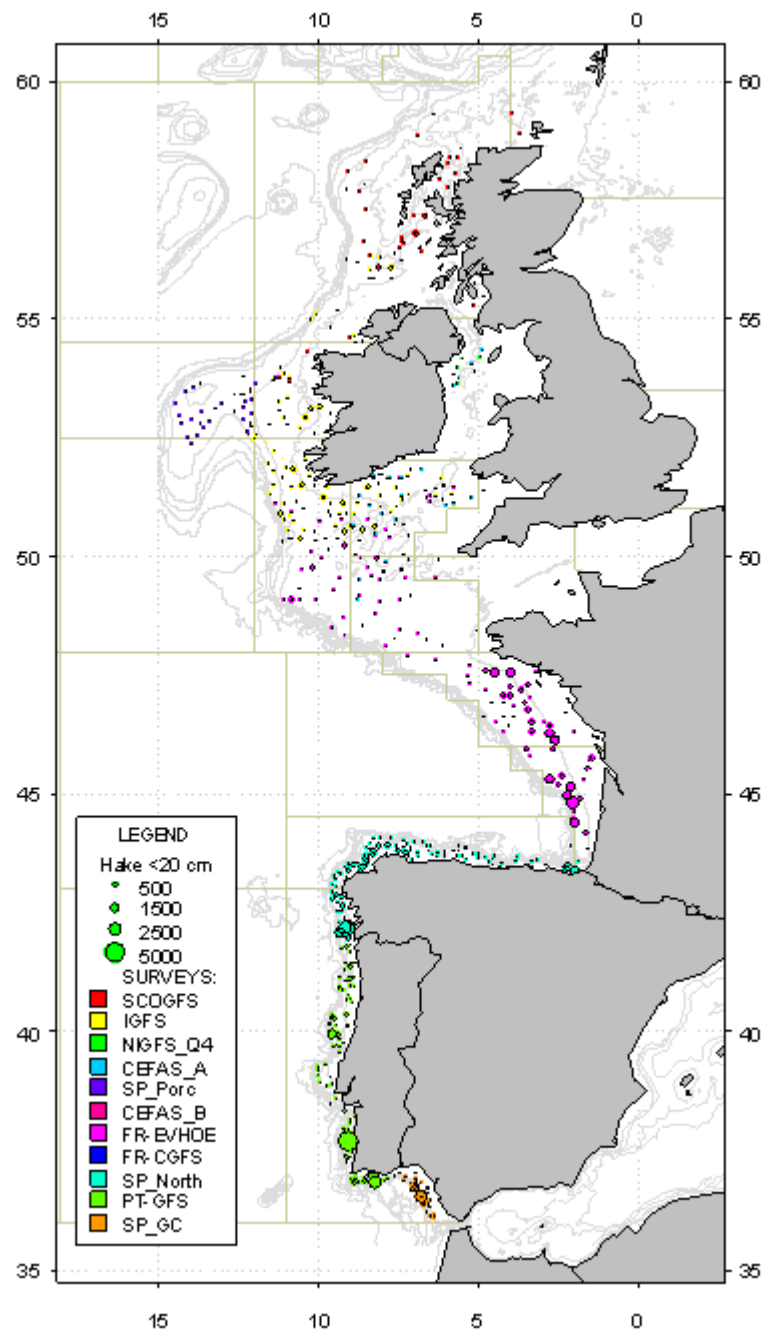 15 10 5 0
60 60
55 55
50 50
45 45
LEGEND
Hake <20 cm
500
1500
2500
5000
SURVEYS:
SCOGFS
IGFS
NIGFS_Q4
CEFAS_A
SP_Porc
CEFAS_B
FR-EVHOE
FR-CGFS
SP_North
PT-GFS
SP_GC
40 40
35 35
15 10 5 0